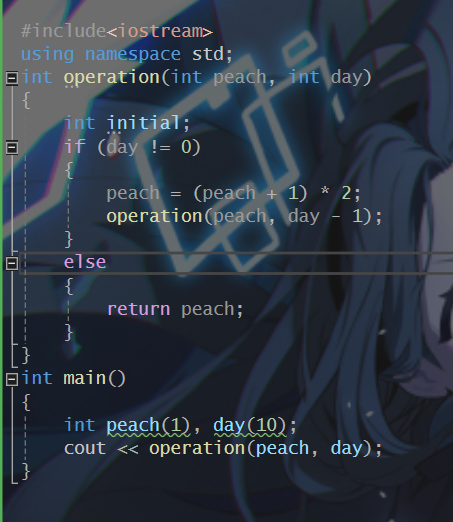 #include<iostream>
using namespace std;
int operation(int peach, int day)
{
    int initial;
    if (day != 0)
    {
        peach = (peach + 1) * 2;
        operation(peach, day - 1);
    }
    else
    {
        return peach;
    }
}
int main()
{
    int peach(1), day(10);
    cout << operation(peach, day);
}